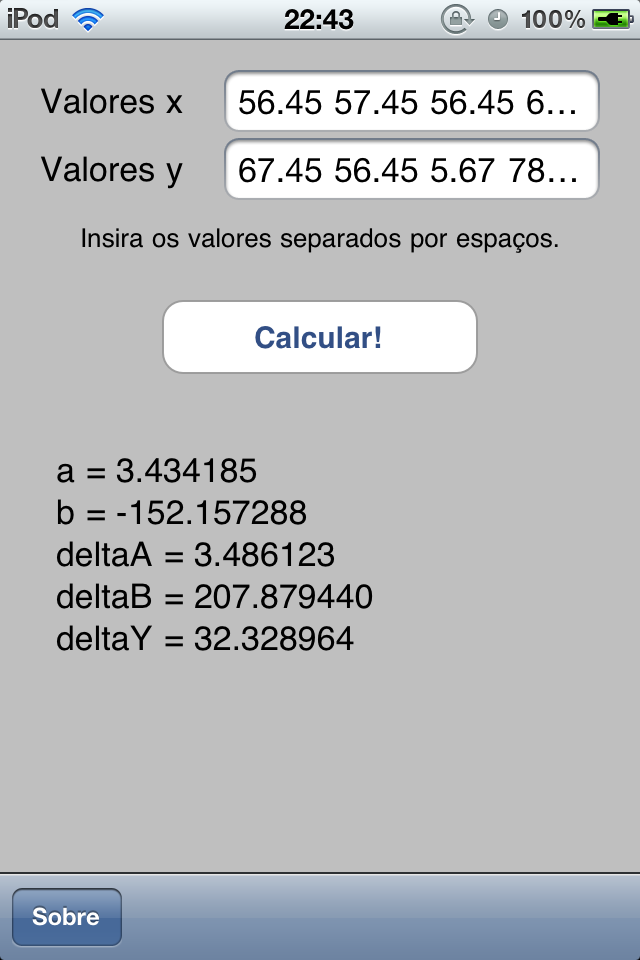 iPod 22:43 100%
Valores x 56.45 57.45 56.45 6...
Valores y 67.45 56.45 5.67 78...
Insira os valores separados por espaços.
Calcular!
a = 3.434185
b = -152.157288
deltaA = 3.486123
deltaB = 207.879440
deltaY = 32.328964
Sobre